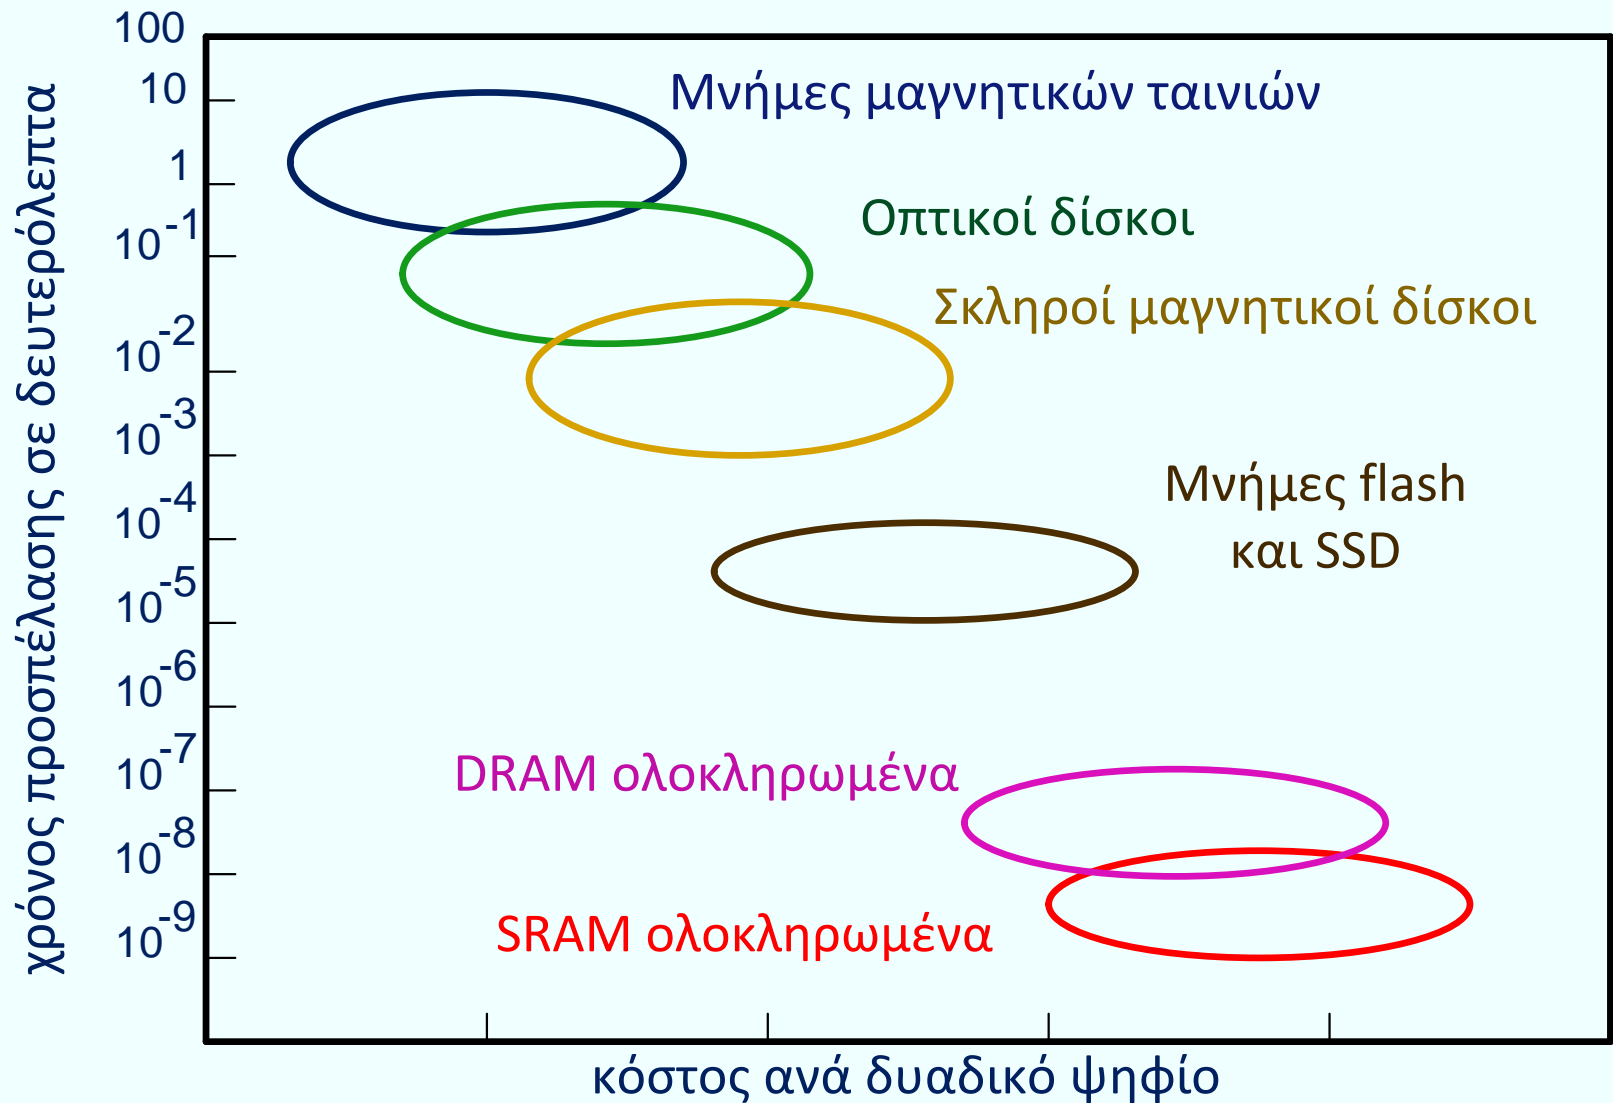 100
10
1
10-1
10-2
10-3
10-4
10-5
10-6
10-7
10-8
10-9
χρόνος προσπέλασης σε δευτερόλεπτα
Μνήμες μαγνητικών ταινιών
Οπτικοί δίσκοι
Σκληροί μαγνητικοί δίσκοι
Μνήμες flash
και SSD
DRAM ολοκληρωμένα
SRAM ολοκληρωμένα
κόστος ανά δυαδικό ψηφίο